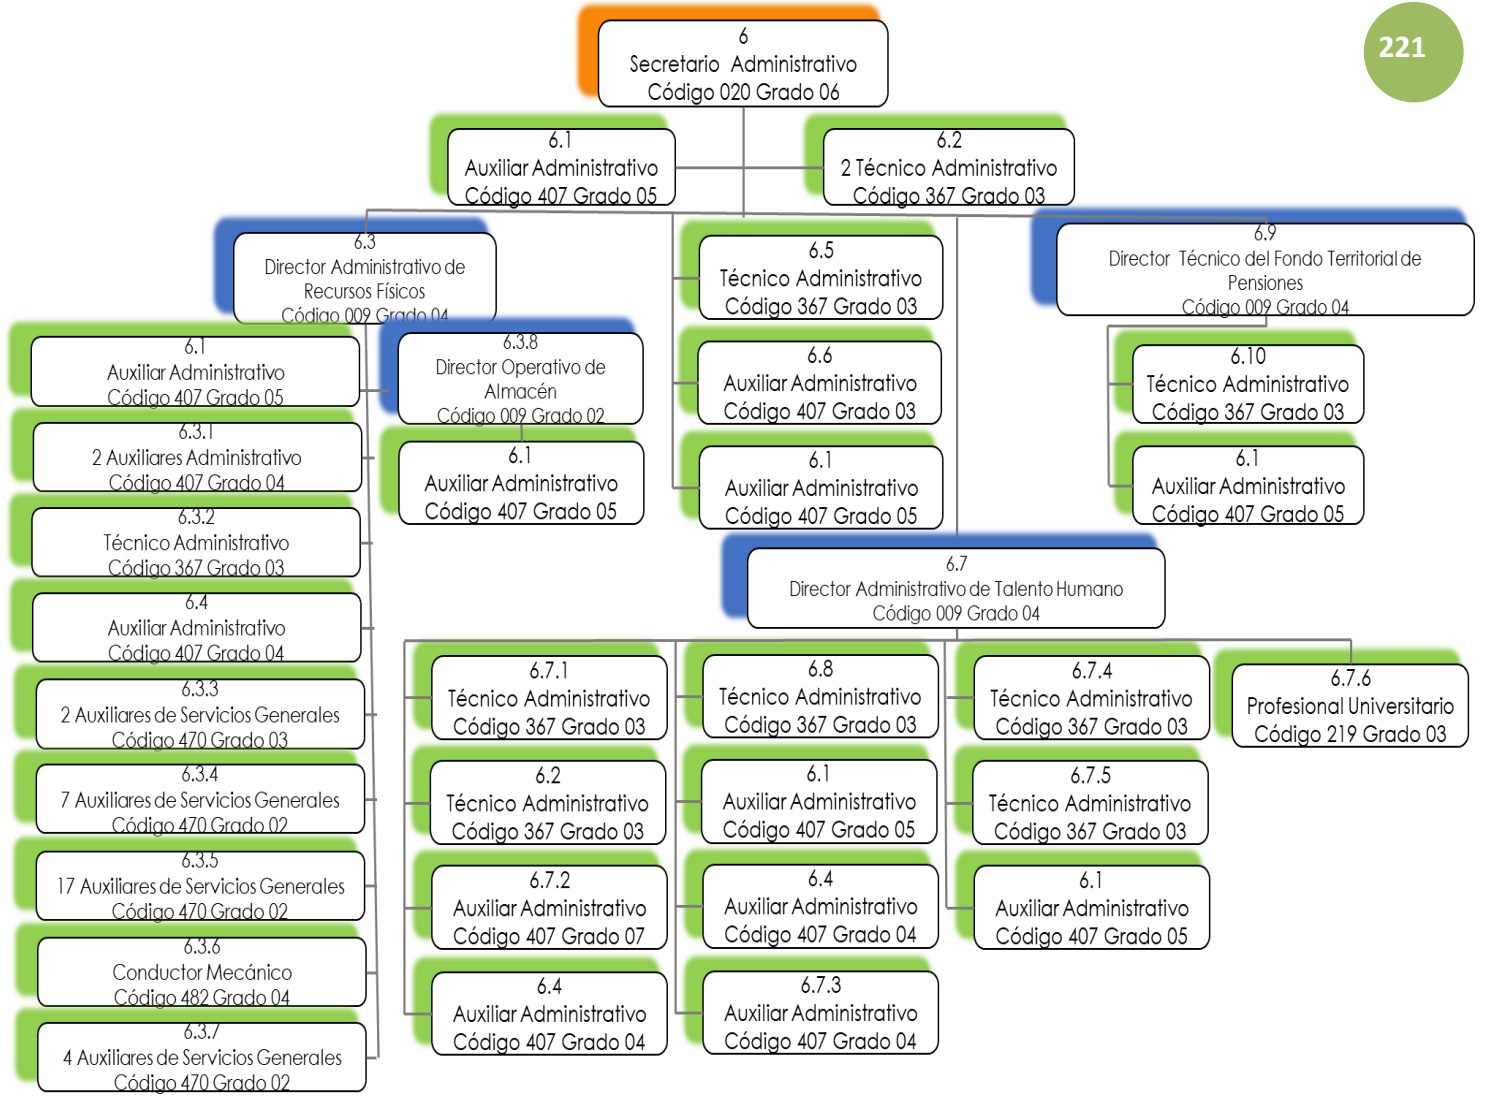 221
6
Secretario Administrativo
Código 020 Grado 06
6.1
Auxiliar Administrativo
Código 407 Grado 05
6.2
2 Técnico Administrativo
Código 367 Grado 03
6.3
Director Administrativo de
Recursos Físicos
Código 009 Grado 04
6.1
Auxiliar Administrativo
Código 407 Grado 05
6.3.1
2 Auxiliares Administrativo
Código 407 Grado 04
6.3.2
Técnico Administrativo
Código 367 Grado 03
6.4
Auxiliar Administrativo
Código 407 Grado 04
6.3.3
2 Auxiliares de Servicios Generales
Código 470 Grado 03
6.3.4
7 Auxiliares de Servicios Generales
Código 470 Grado 02
6.3.5
17 Auxiliares de Servicios Generales
Código 470 Grado 02
6.3.6
Conductor Mecánico
Código 482 Grado 04
6.3.7
4 Auxiliares de Servicios Generales
Código 470 Grado 02
6.3.8
Director Operativo de
Almacén
Código 009 Grado 02
6.1
Auxiliar Administrativo
Código 407 Grado 05
6.5
Técnico Administrativo
Código 367 Grado 03
6.6
Auxiliar Administrativo
Código 407 Grado 03
6.1
Auxiliar Administrativo
Código 407 Grado 05
6.9
Director Técnico del Fondo Territorial de
Pensiones
Código 009 Grado 04
6.10
Técnico Administrativo
Código 367 Grado 03
6.1
Auxiliar Administrativo
Código 407 Grado 05
6.7
Director Administrativo de Talento Humano
Código 009 Grado 04
6.7.1
Técnico Administrativo
Código 367 Grado 03
6.2
Técnico Administrativo
Código 367 Grado 03
6.7.2
Auxiliar Administrativo
Código 407 Grado 07
6.4
Auxiliar Administrativo
Código 407 Grado 04
6.8
Técnico Administrativo
Código 367 Grado 03
6.1
Auxiliar Administrativo
Código 407 Grado 05
6.4
Auxiliar Administrativo
Código 407 Grado 04
6.7.3
Auxiliar Administrativo
Código 407 Grado 04
6.7.4
Técnico Administrativo
Código 367 Grado 03
6.7.5
Técnico Administrativo
Código 367 Grado 03
6.1
Auxiliar Administrativo
Código 407 Grado 05
6.7.6
Profesional Universitario
Código 219 Grado 03